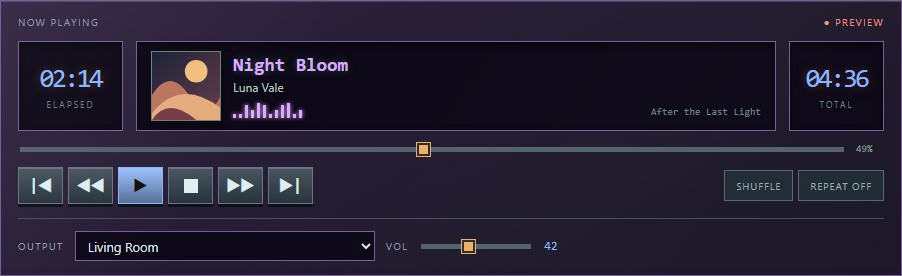 NOW PLAYING
● PREVIEW
02:14
ELAPSED
Night Bloom
Luna Vale
After the Last Light
04:36
TOTAL
49%
SHUFFLE
REPEAT OFF
OUTPUT
Living Room
VOL
42